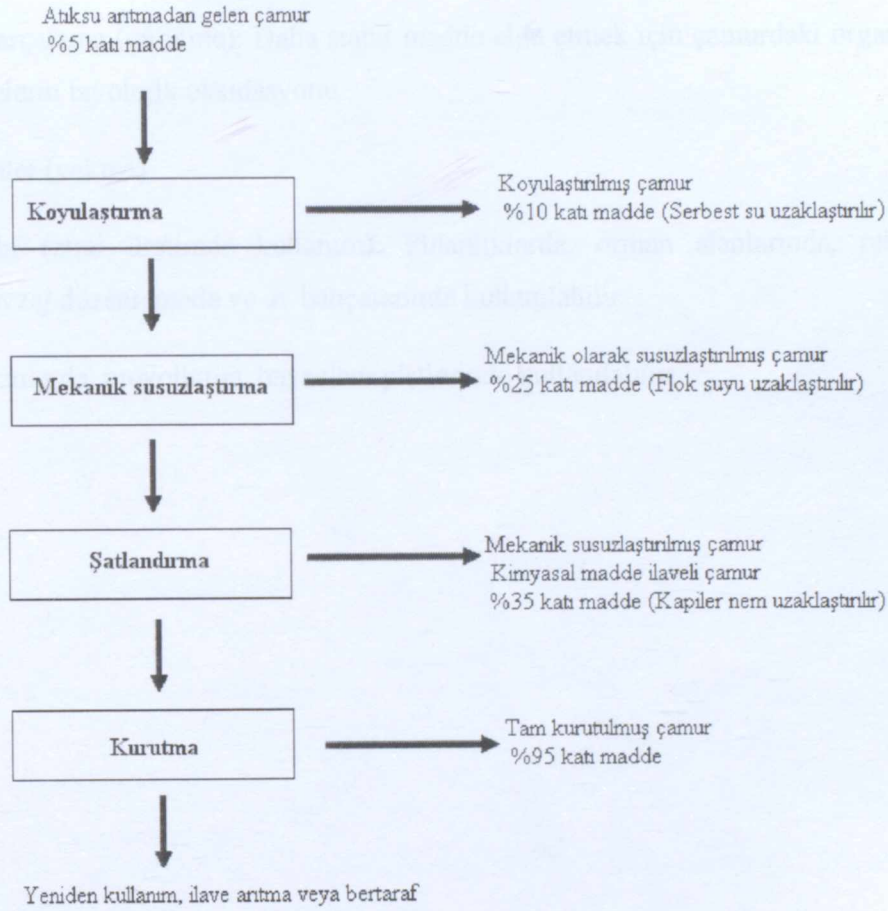 Atıksu arıtmadan gelen çamur
%5 katı madde
Koyulaştırma
Koyulaştırılmış çamur
%10 katı madde (Serbest su uzaklaştırılır)
Mekanik susuzlaştırma
Mekanik olarak susuzlaştırılmış çamur
%25 katı madde (Flok suyu uzaklaştırılır)
Şatlandırma
Mekanik susuzlaştırılmış çamur
Kimyasal madde ilaveli çamur
%35 katı madde (Kapiler nem uzaklaştırılır)
Kurutma
Tam kurutulmuş çamur
%95 katı madde
Yeniden kullanım, ilave arıtma veya bertaraf